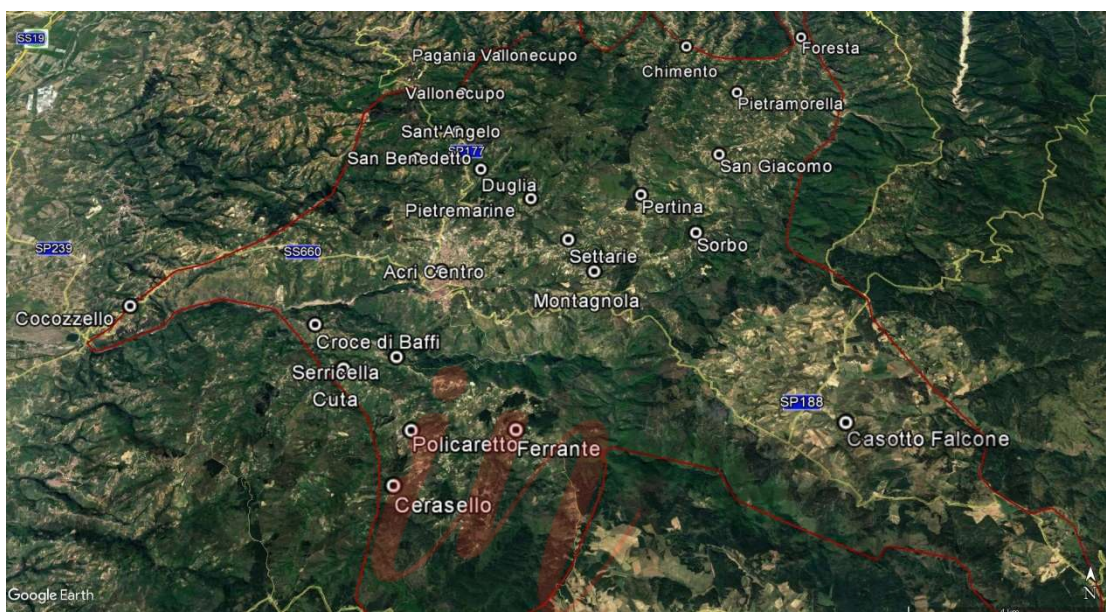 SS19
Foresta
Pagania Vallonecupo
Chimento
Vallonecupo
Pietramorella
Sant'Angelo
SP177
San Benedetto
San Giacomo
Duglia
Pietremarine
Pertina
Sorbo
SP239
SS660
Settarie
Acri Centro
Montagnola
Cocozzello
Croce di Baffi
Serricella
Cuta
SP188
Policaretto
Ferrante
Casotto Falcone
Cerasello
in
Google Earth
N